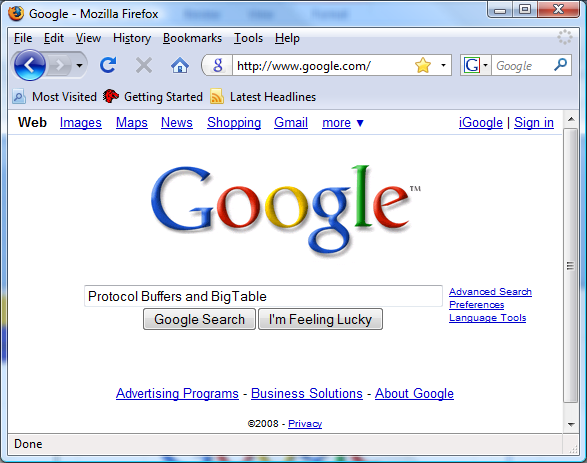 Google - Mozilla Firefox
File Edit View History Bookmarks Tools Help
g http://www.google.com/ G Google
Most Visited Getting Started Latest Headlines
Web Images Maps News Shopping Gmail more ▼ iGoogle | Sign in
Google™
Protocol Buffers and BigTable
Advanced Search
Preferences
Language Tools
Google Search I'm Feeling Lucky
Advertising Programs - Business Solutions - About Google
©2008 - Privacy
Done